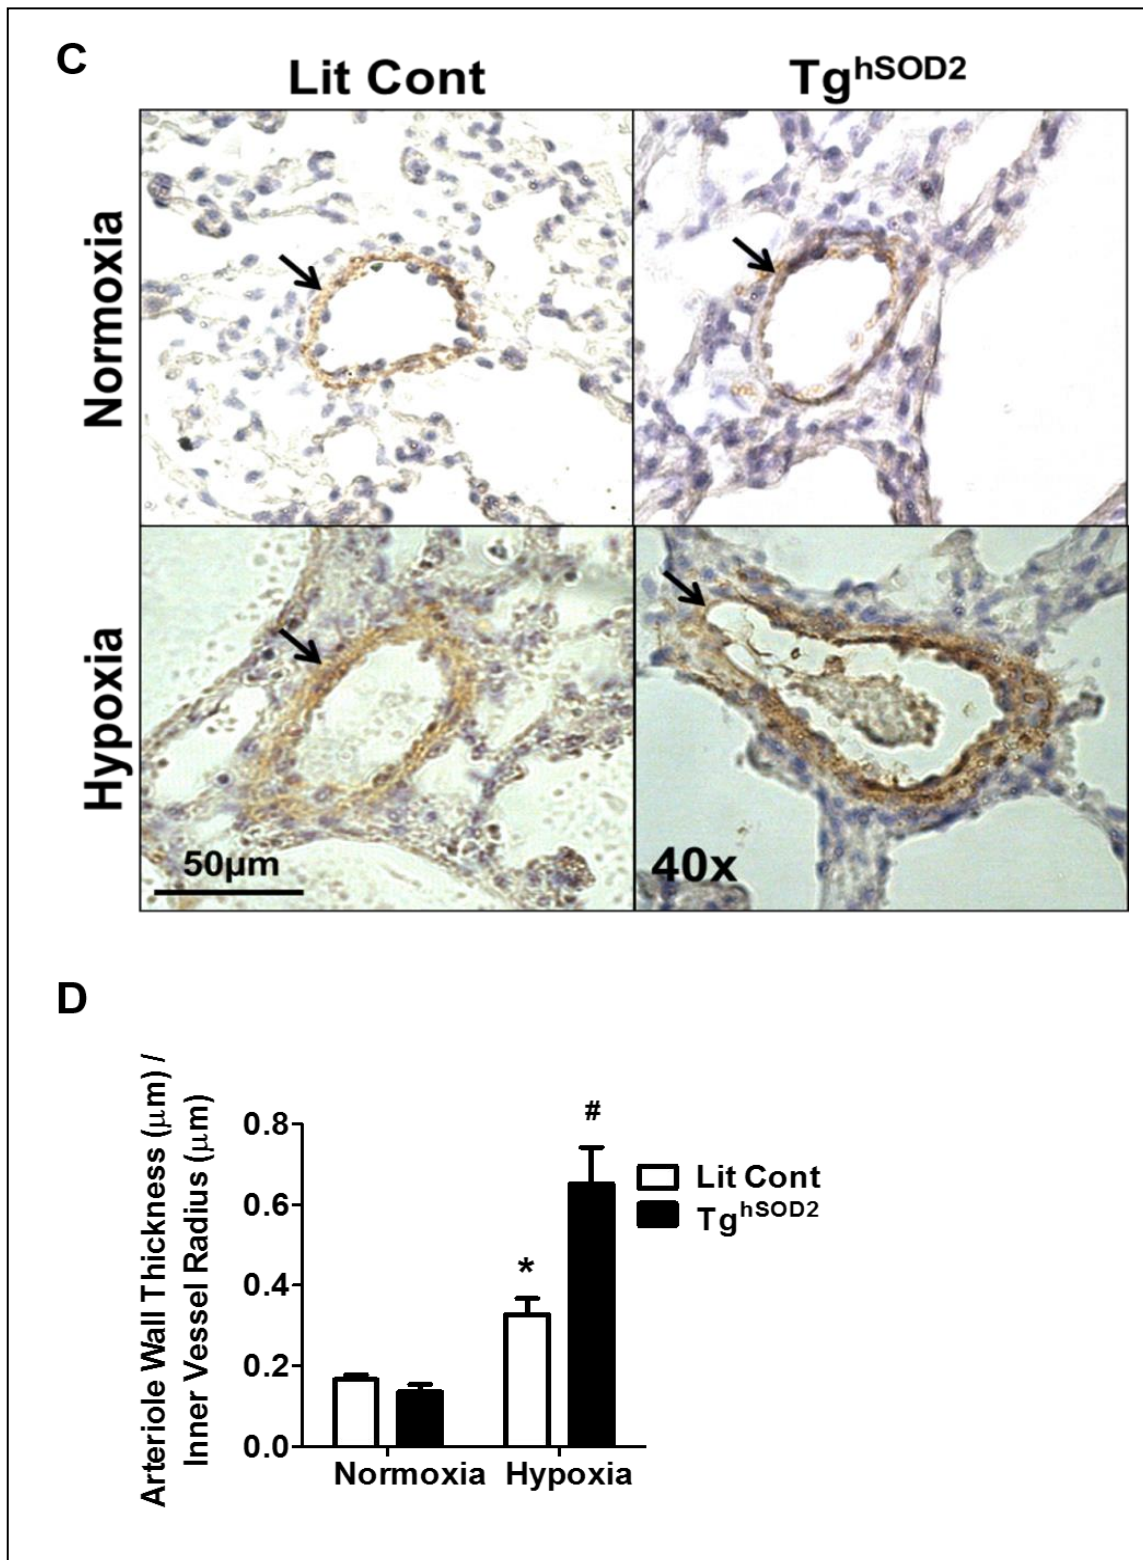 C
Lit Cont
Tg^hSOD2
Normoxia
Hypoxia
50μm
40x
D
Arteriole Wall Thickness (μm) /
Inner Vessel Radius (μm)
0.8
0.6
0.4
0.2
0.0
*
#
Lit Cont
Tg^hSOD2
Normoxia
Hypoxia